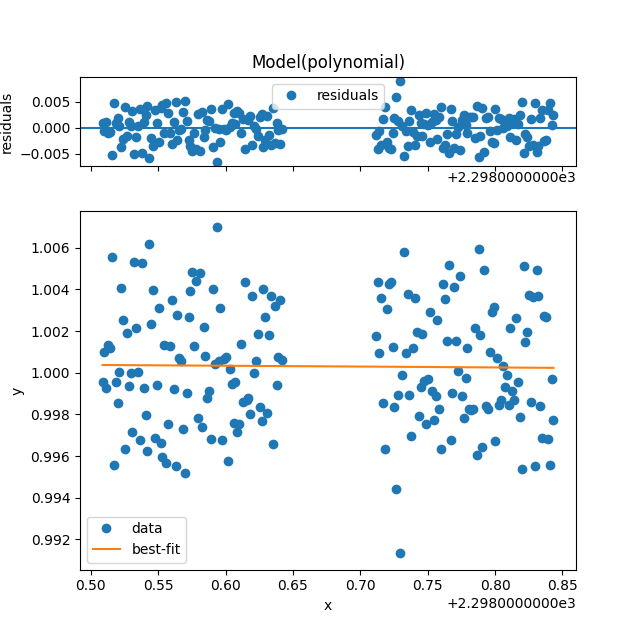 Model(polynomial)
residuals
0.005
0.000
−0.005
residuals
+2.2980000000e3
y
1.006
1.004
1.002
1.000
0.998
0.996
0.994
0.992
data
best-fit
0.50 0.55 0.60 0.65 0.70 0.75 0.80 0.85
x
+2.2980000000e3